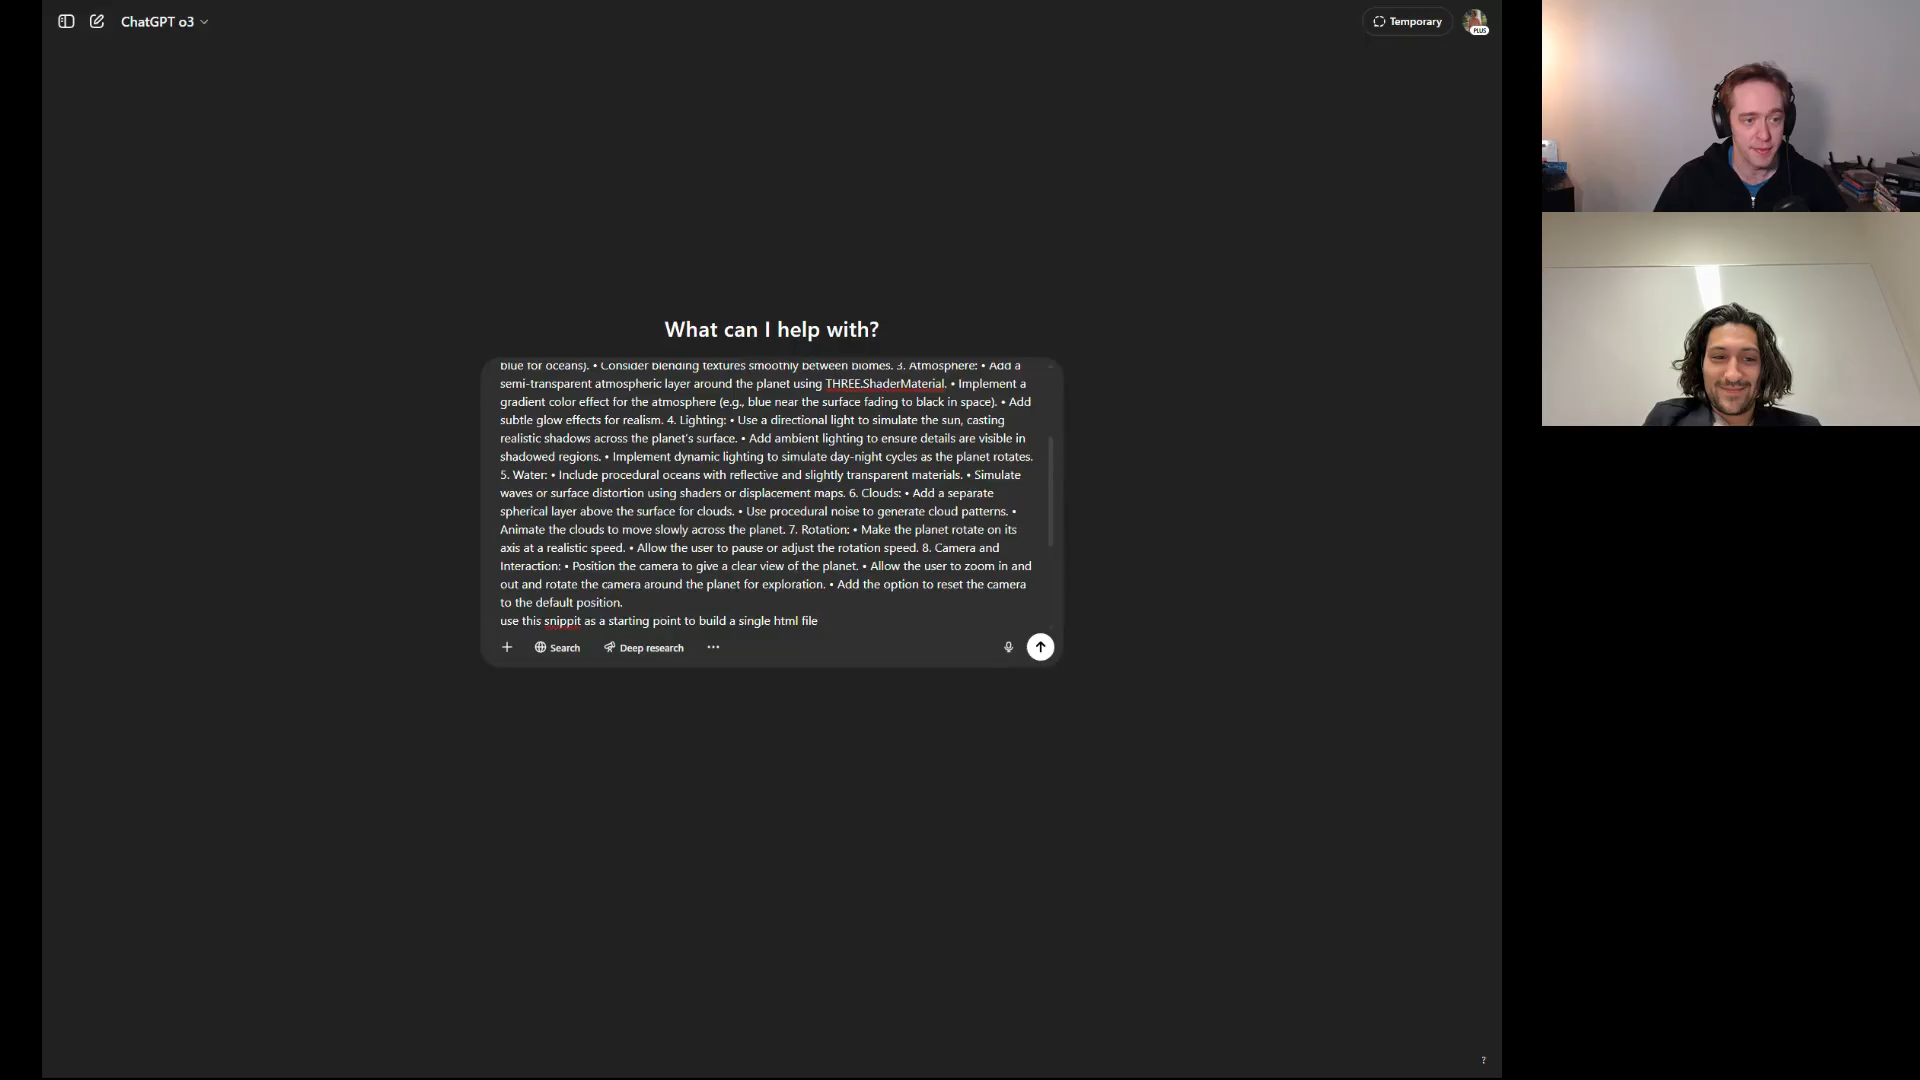 ChatGPT o3
Temporary
PLUS
What can I help with?
blue for oceans). • Consider blending textures smoothly between biomes. 3. Atmosphere: • Add a
semi-transparent atmospheric layer around the planet using THREE.ShaderMaterial. • Implement a
gradient color effect for the atmosphere (e.g., blue near the surface fading to black in space). • Add
subtle glow effects for realism. 4. Lighting: • Use a directional light to simulate the sun, casting
realistic shadows across the planet's surface. • Add ambient lighting to ensure details are visible in
shadowed regions. • Implement dynamic lighting to simulate day-night cycles as the planet rotates.
5. Water: • Include procedural oceans with reflective and slightly transparent materials. • Simulate
waves or surface distortion using shaders or displacement maps. 6. Clouds: • Add a separate
spherical layer above the surface for clouds. • Use procedural noise to generate cloud patterns. •
Animate the clouds to move slowly across the planet. 7. Rotation: • Make the planet rotate on its
axis at a realistic speed. • Allow the user to pause or adjust the rotation speed. 8. Camera and
Interaction: • Position the camera to give a clear view of the planet. • Allow the user to zoom in and
out and rotate the camera around the planet for exploration. • Add the option to reset the camera
to the default position.
use this snippit as a starting point to build a single html file
Search
Deep research
?